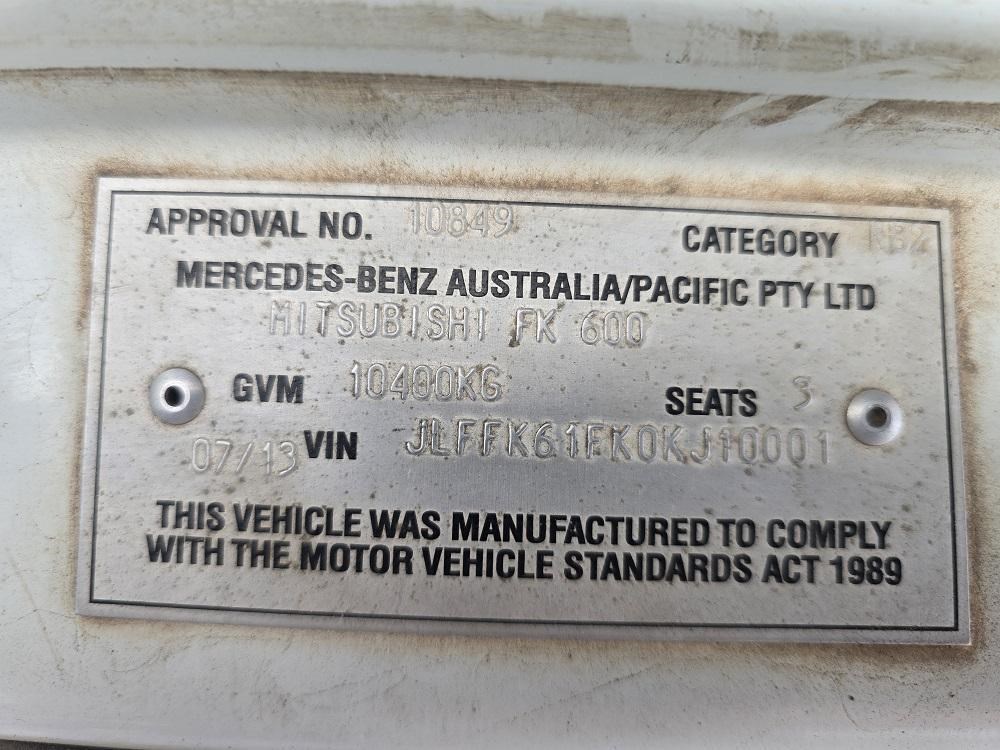 APPROVAL NO. 10849 CATEGORY NB2
MERCEDES-BENZ AUSTRALIA/PACIFIC PTY LTD
MITSUBISHI FK 600
GVM 10400KG SEATS 3
07/13 VIN JLFFK61FK0KJ10001
THIS VEHICLE WAS MANUFACTURED TO COMPLY
WITH THE MOTOR VEHICLE STANDARDS ACT 1989